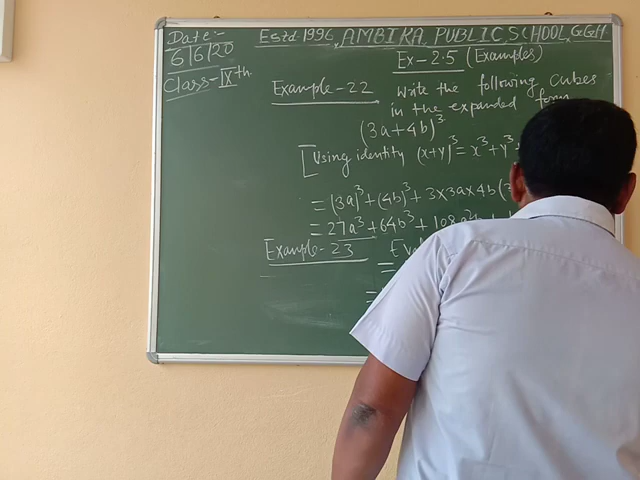 Date:-
6/6/20
Class-IXth.
Estd.1996, AMBIKA PUBLIC SCHOOL,
Ex-2.5 (Examples)
Example-22 Write the following cubes
in the expanded form
(3a+4b)³
[Using identity (x+y)³ = x³+y³+
= (3a)³+(4b)³+3×3a×4b(3
= 27a³+64b³+108a²b
Example-23
=
=